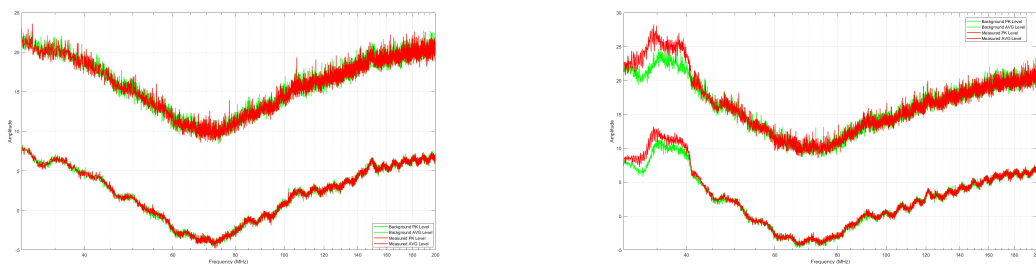 25
20
15
10
5
0
-5
Amplitude
40
60
80
100
120
140
160
180
200
Frequency (MHz)
Background PK Level
Background AVG Level
Measured PK Level
Measured AVG Level
30
25
20
15
10
5
0
-5
Amplitude
40
60
80
100
120
140
160
180
Frequency (MHz)
Background PK Level
Background AVG Level
Measured PK Level
Measured AVG Level